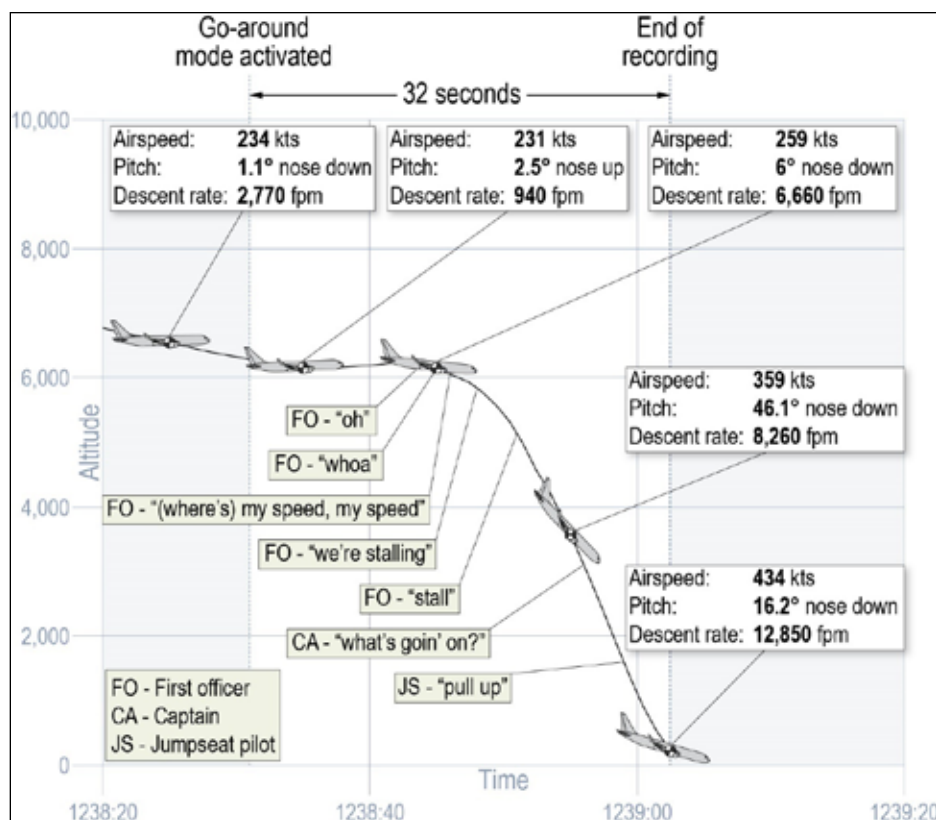 Go-around
mode activated
End of
recording
32 seconds
10,000
Airspeed: 234 kts
Pitch: 1.1° nose down
Descent rate: 2,770 fpm
Airspeed: 231 kts
Pitch: 2.5° nose up
Descent rate: 940 fpm
Airspeed: 259 kts
Pitch: 6° nose down
Descent rate: 6,660 fpm
8,000
6,000
Airspeed: 359 kts
Pitch: 46.1° nose down
Descent rate: 8,260 fpm
FO - “oh”
FO - “whoa”
Altitude
FO - “(where’s) my speed, my speed”
4,000
FO - “we’re stalling”
FO - “stall”
Airspeed: 434 kts
Pitch: 16.2° nose down
Descent rate: 12,850 fpm
2,000
CA - “what’s goin’ on?”
JS - “pull up”
FO - First officer
CA - Captain
JS - Jumpseat pilot
0
Time
1238:20
1238:40
1239:00
1239:20